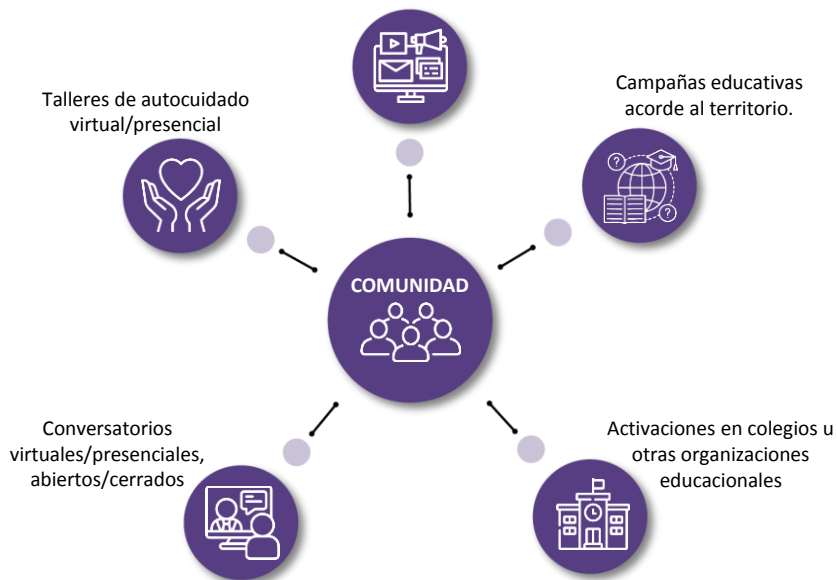 Talleres de autocuidado
virtual/presencial
Campañas educativas
acorde al territorio.
COMUNIDAD
Conversatorios
virtuales/presenciales,
abiertos/cerrados
Activaciones en colegios u
otras organizaciones
educacionales